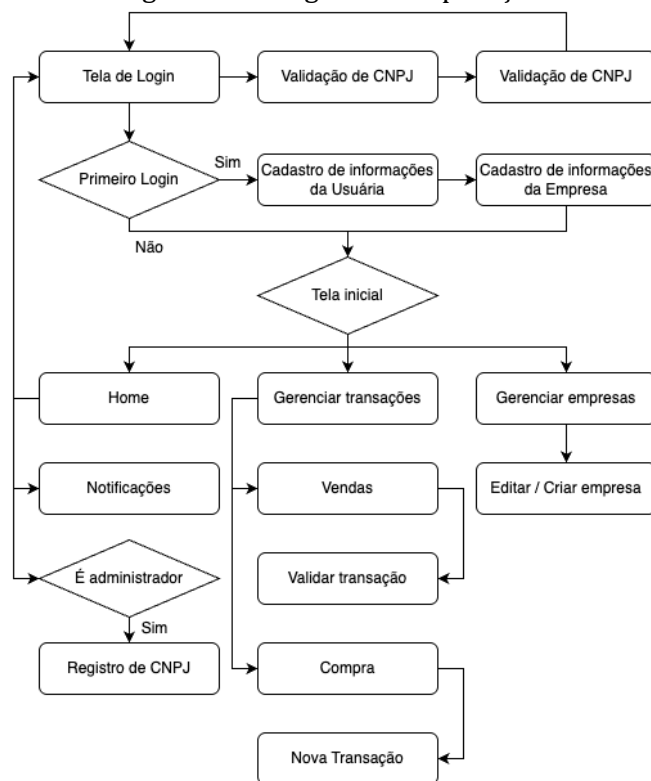 Tela de Login
Validação de CNPJ
Validação de CNPJ
Primeiro Login
Sim
Cadastro de informações
da Usuária
Cadastro de informações
da Empresa
Não
Tela inicial
Home
Gerenciar transações
Gerenciar empresas
Notificações
Vendas
Editar / Criar empresa
É administrador
Validar transação
Sim
Registro de CNPJ
Compra
Nova Transação